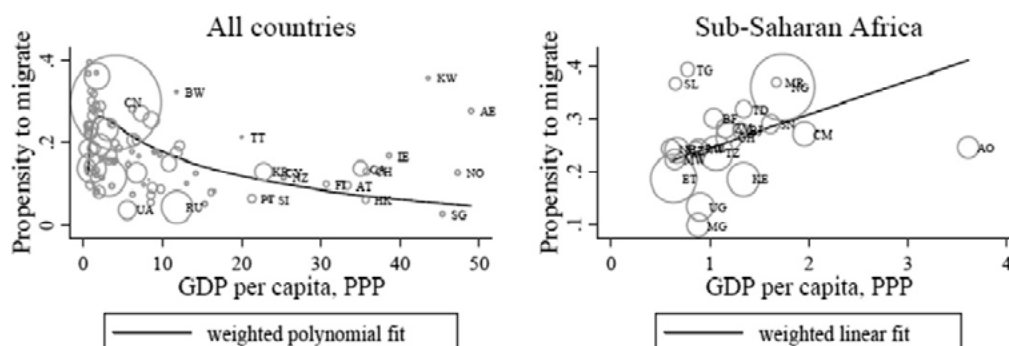 All countries
Propensity to migrate
.4
.2
0
CN
BW
KW
AE
TT
IE
CH
NO
KR
NZ
FI
AT
PT
SI
HK
SG
UA
RU
0 10 20 30 40 50
GDP per capita, PPP
weighted polynomial fit
Sub-Saharan Africa
Propensity to migrate
.4
.3
.2
.1
TG
SL
MR
NG
TD
BF
SN
CM
AO
GH
TZ
MW
ET
KE
UG
MG
0 1 2 3 4
GDP per capita, PPP
weighted linear fit